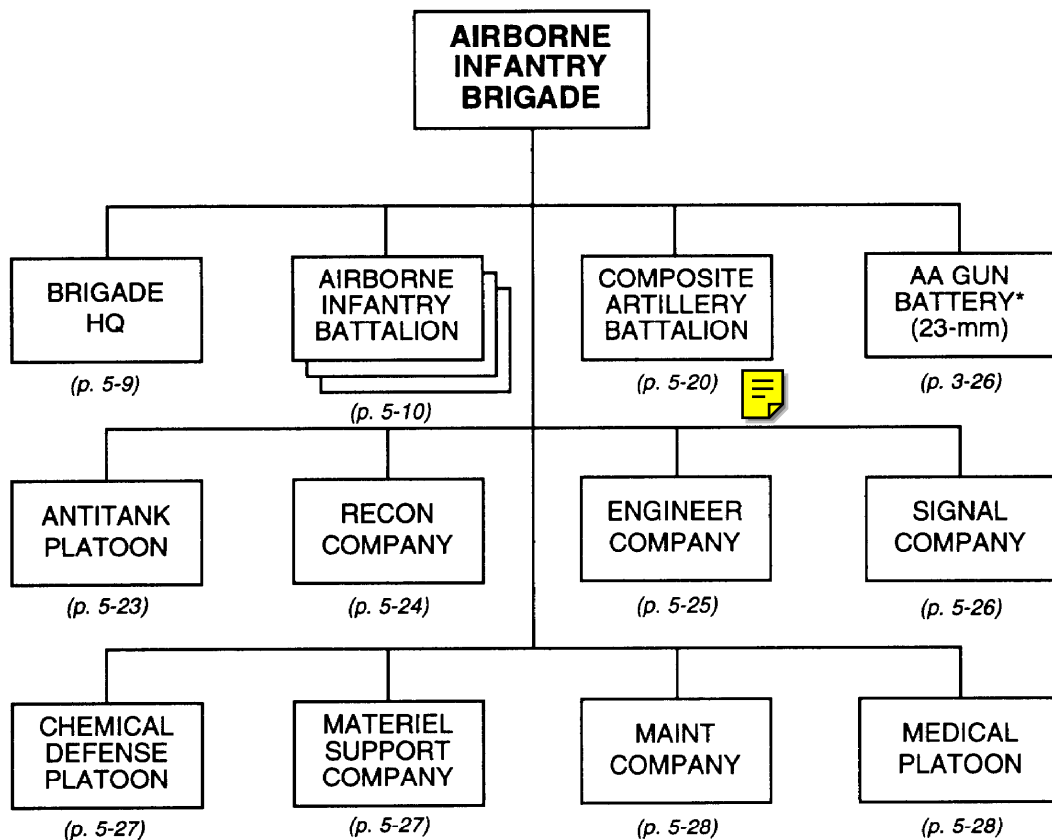 AIRBORNE
INFANTRY
BRIGADE
BRIGADE
HQ
(p. 5-9)
AIRBORNE
INFANTRY
BATTALION
(p. 5-10)
COMPOSITE
ARTILLERY
BATTALION
(p. 5-20)
AA GUN
BATTERY*
(23-mm)
(p. 3-26)
ANTITANK
PLATOON
(p. 5-23)
RECON
COMPANY
(p. 5-24)
ENGINEER
COMPANY
(p. 5-25)
SIGNAL
COMPANY
(p. 5-26)
CHEMICAL
DEFENSE
PLATOON
(p. 5-27)
MATERIEL
SUPPORT
COMPANY
(p. 5-27)
MAINT
COMPANY
(p. 5-28)
MEDICAL
PLATOON
(p. 5-28)